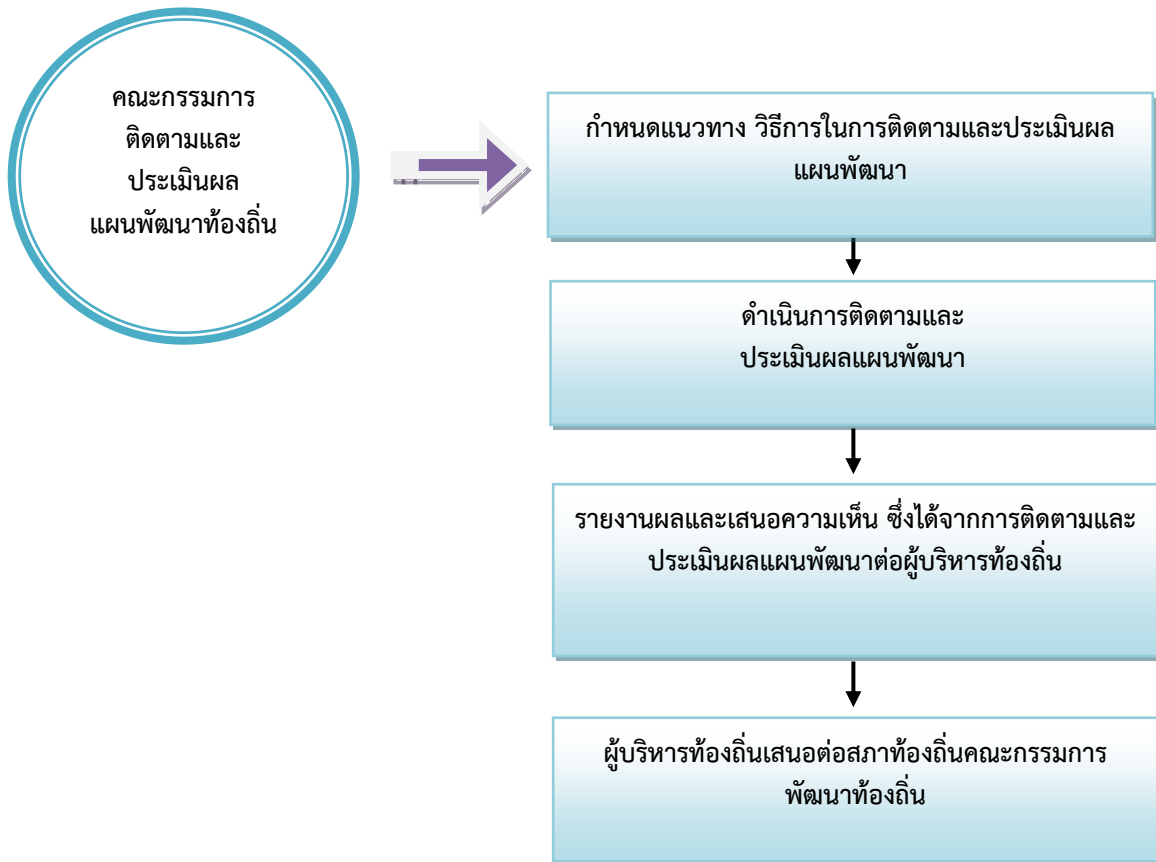 คณะกรรมการ
ติดตามและ
ประเมินผล
แผนพัฒนาท้องถิ่น
กำหนดแนวทาง วิธีการในการติดตามและประเมินผล
แผนพัฒนา
ดำเนินการติดตามและ
ประเมินผลแผนพัฒนา
รายงานผลและเสนอความเห็น ซึ่งได้จากการติดตามและ
ประเมินผลแผนพัฒนาต่อผู้บริหารท้องถิ่น
ผู้บริหารท้องถิ่นเสนอต่อสภาท้องถิ่นคณะกรรมการ
พัฒนาท้องถิ่น